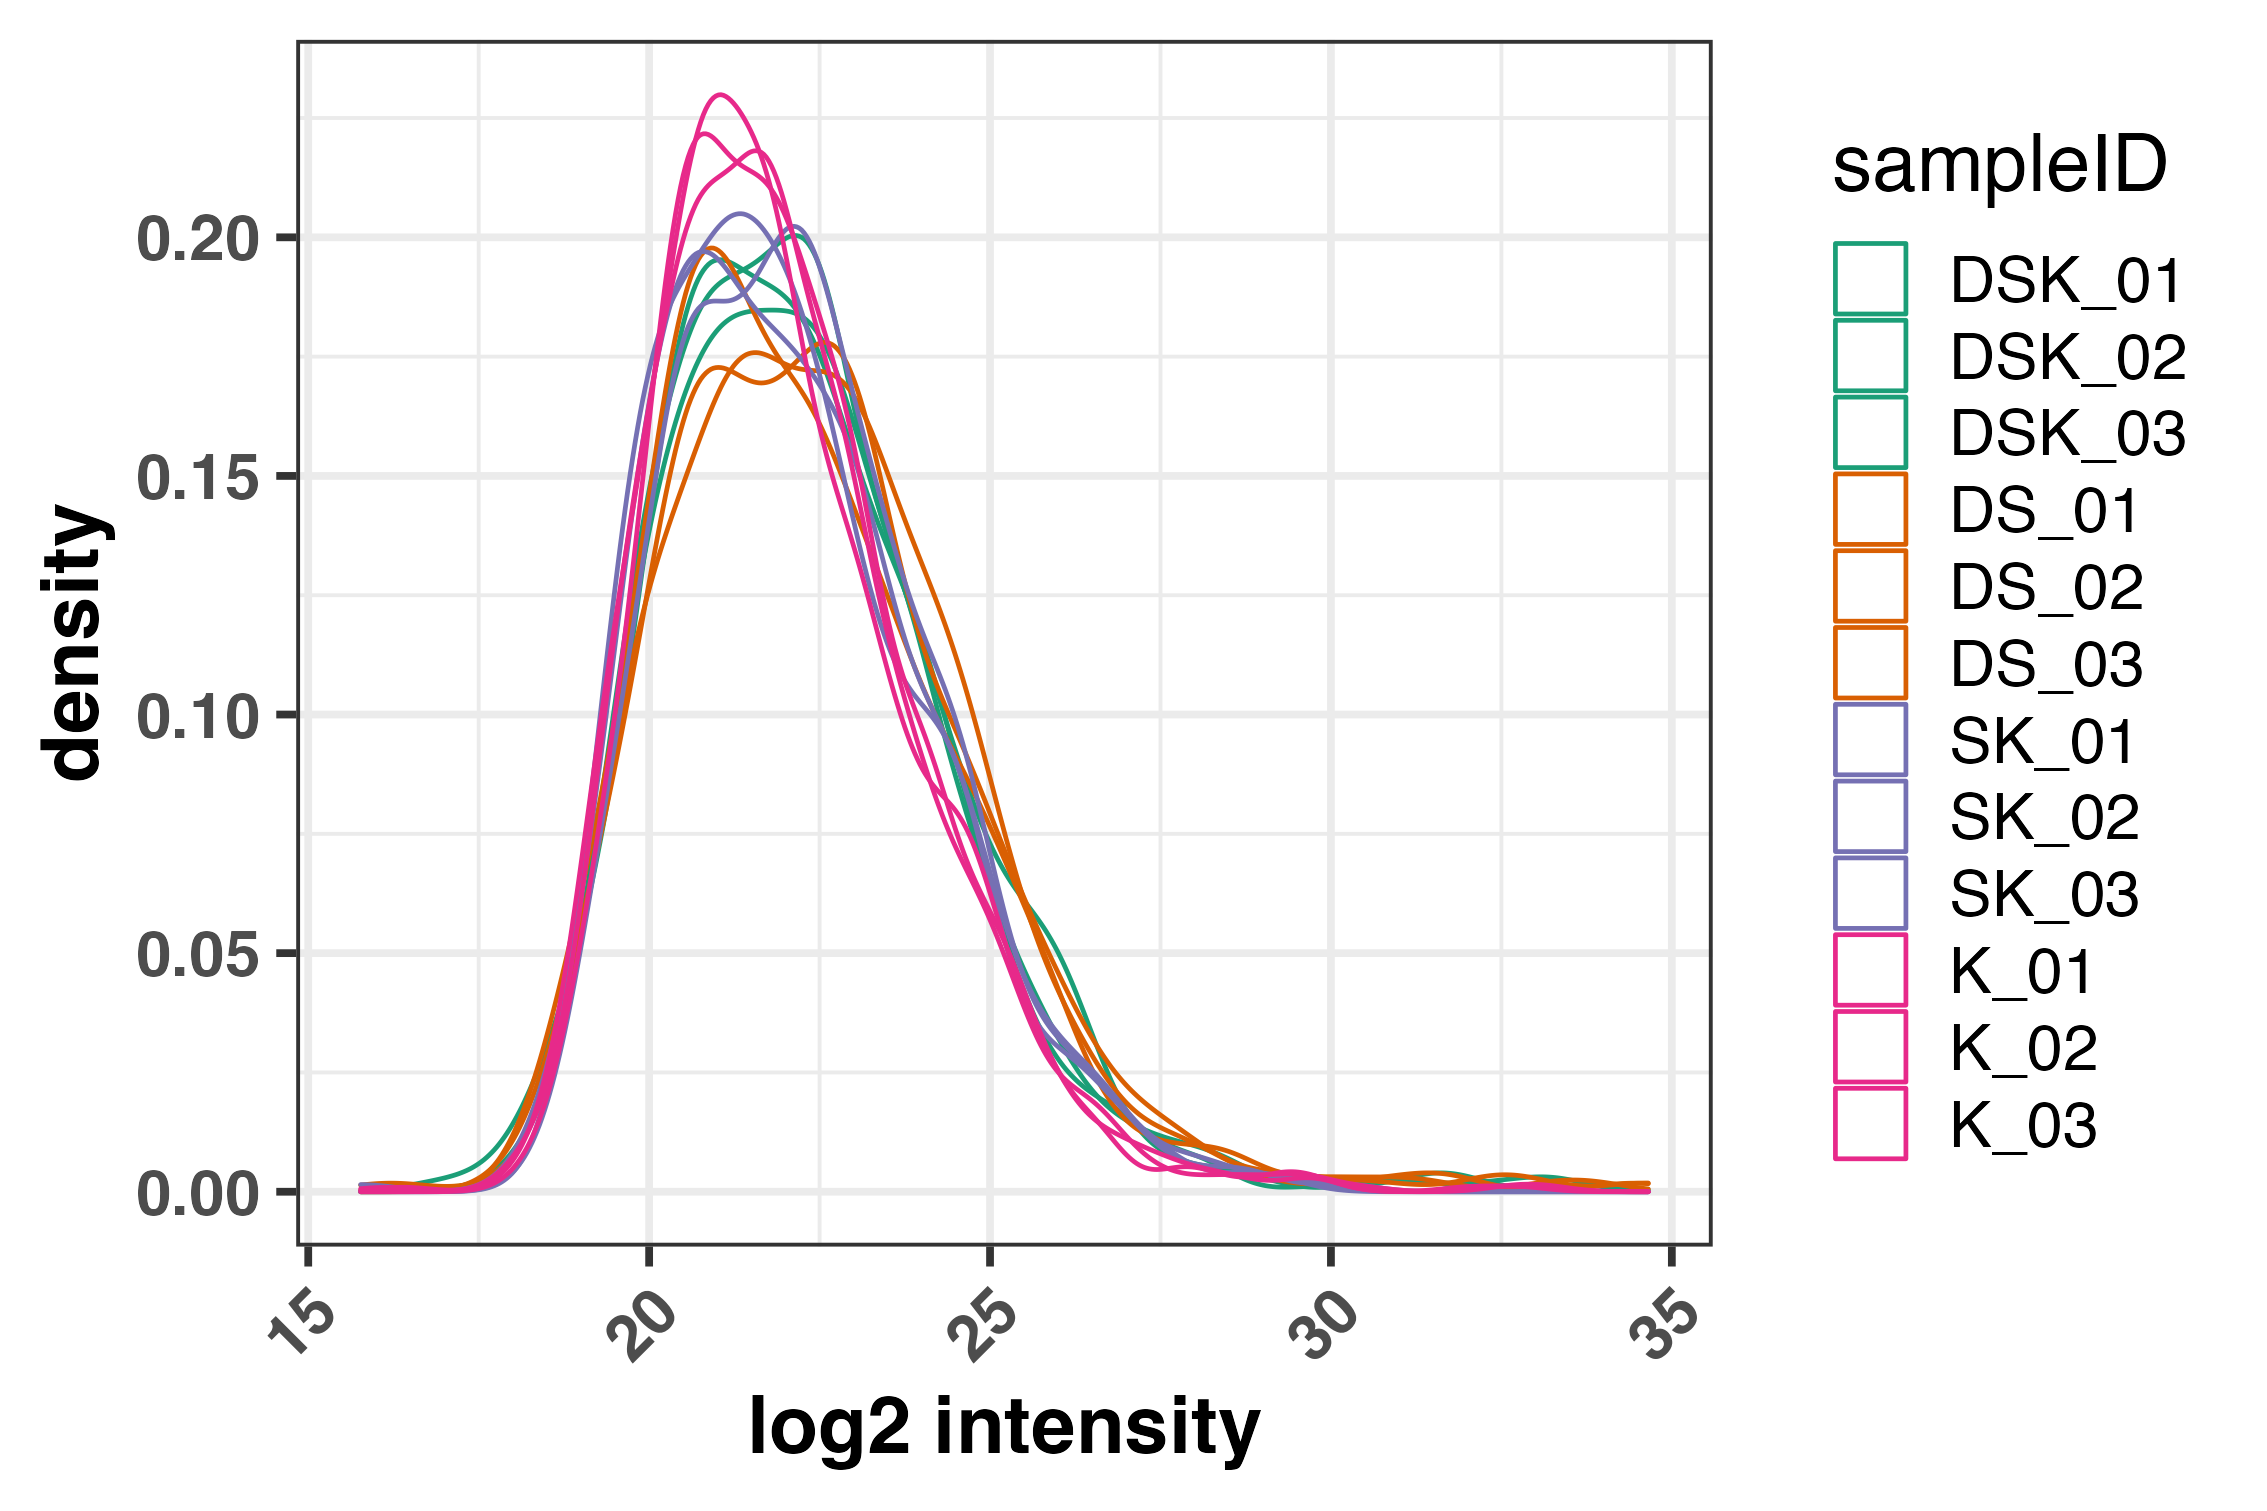 density
0.20
0.15
0.10
0.05
0.00
15 20 25 30 35
log2 intensity
sampleID
DSK_01
DSK_02
DSK_03
DS_01
DS_02
DS_03
SK_01
SK_02
SK_03
K_01
K_02
K_03